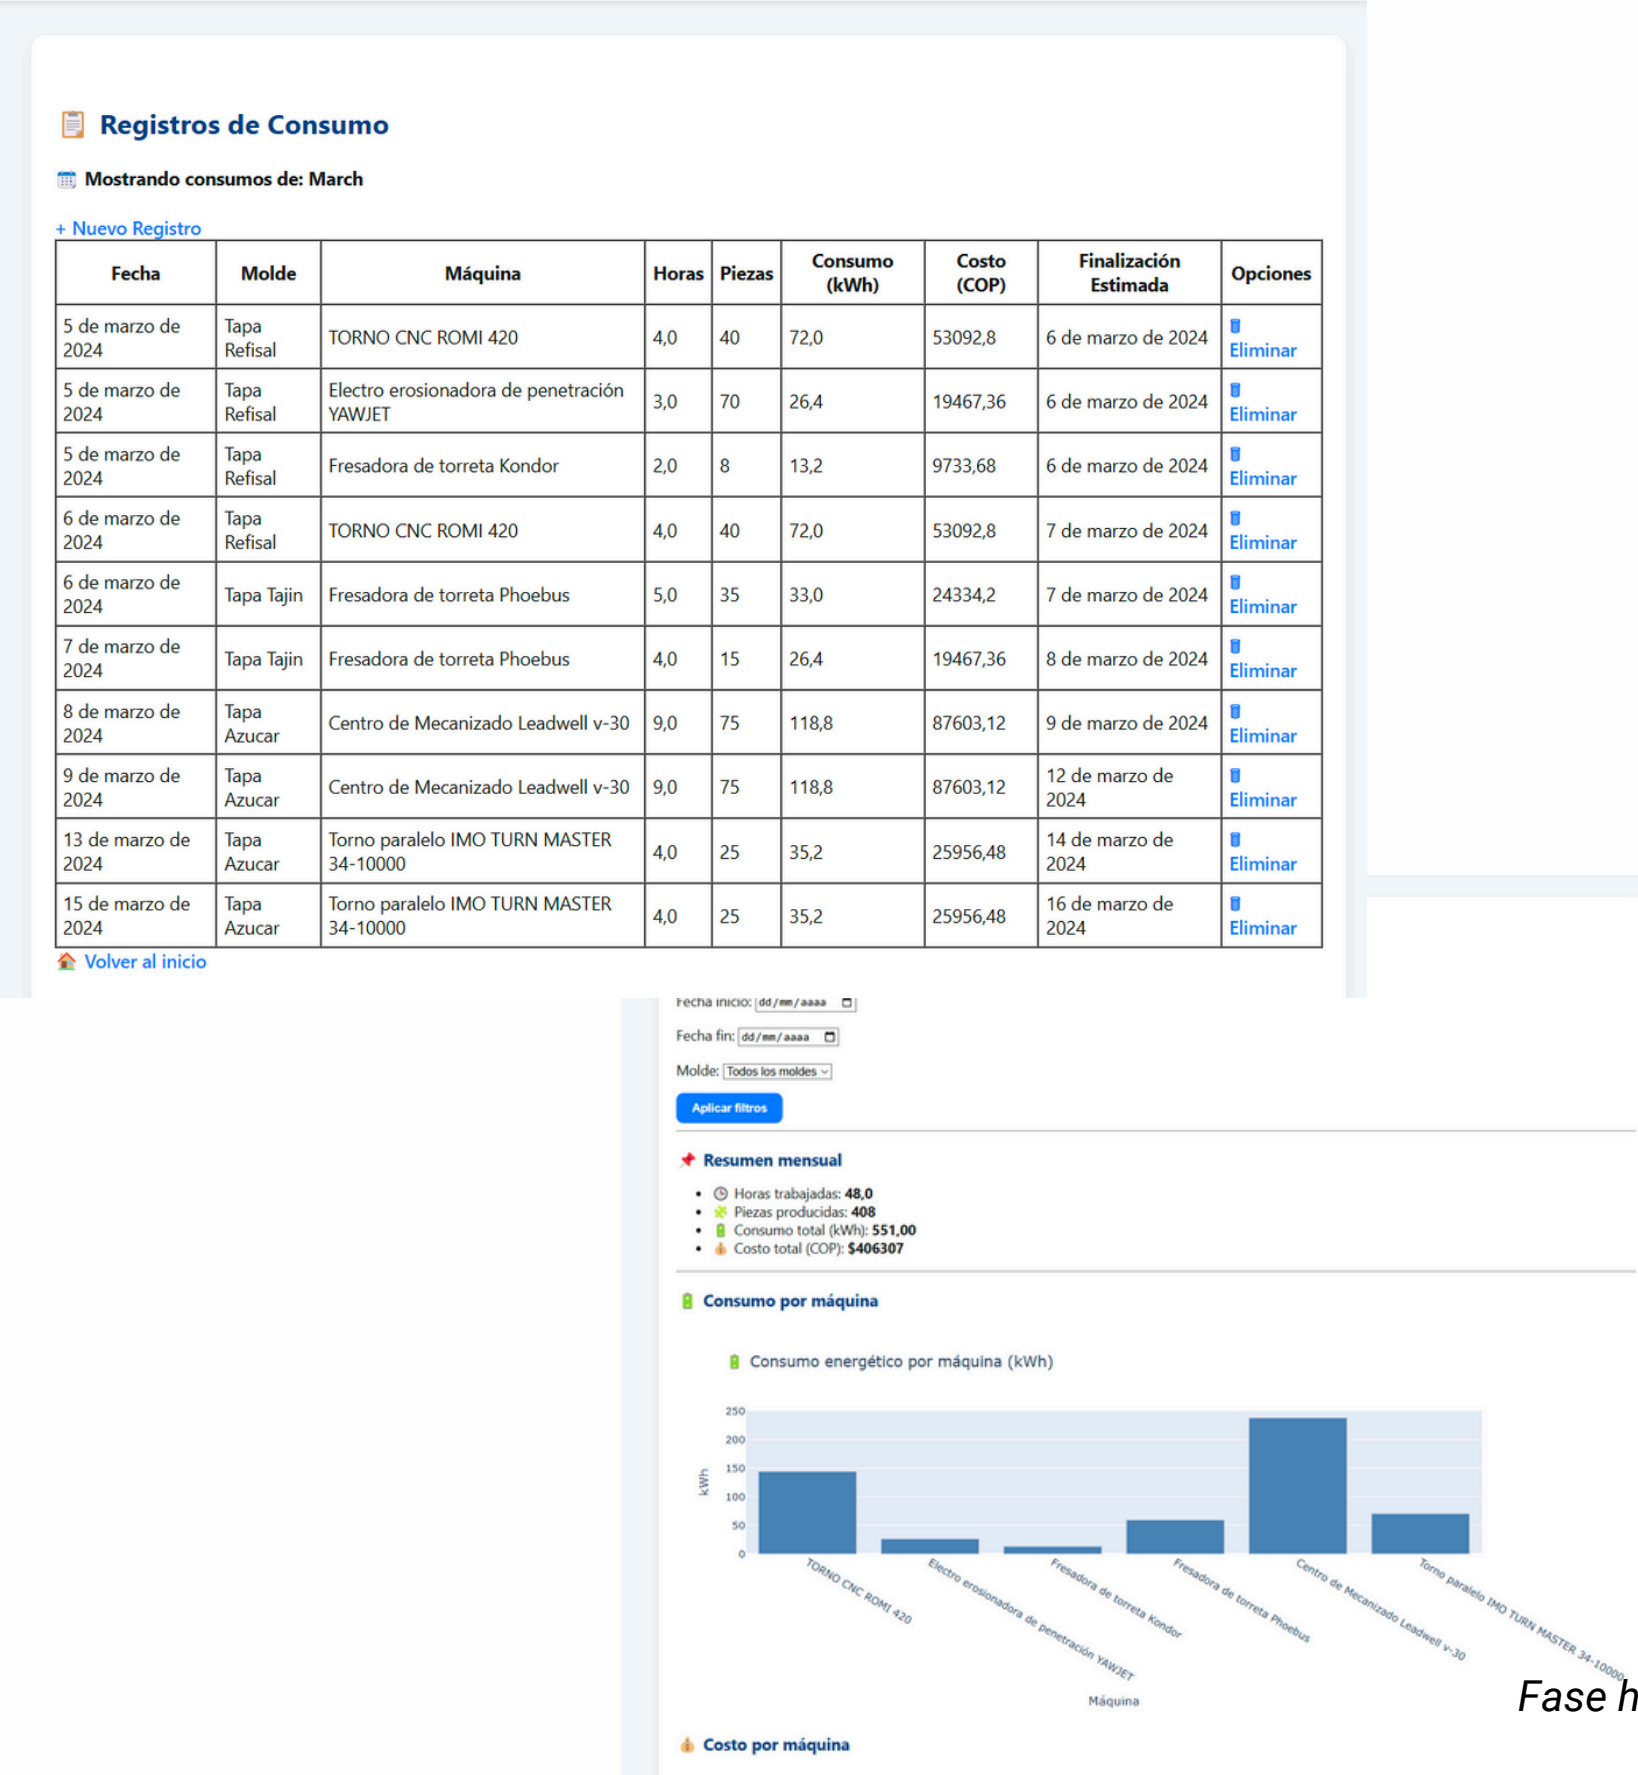 Registros de Consumo
Mostrando consumos de: March
+ Nuevo Registro
Fecha Molde Máquina Horas Piezas Consumo (kWh) Costo (COP) Finalización Estimada Opciones
5 de marzo de 2024 Tapa Refisal TORNO CNC ROMI 420 4,0 40 72,0 53092,8 6 de marzo de 2024 Eliminar
5 de marzo de 2024 Tapa Refisal Electro erosionadora de penetración YAWJET 3,0 70 26,4 19467,36 6 de marzo de 2024 Eliminar
5 de marzo de 2024 Tapa Refisal Fresadora de torreta Kondor 2,0 8 13,2 9733,68 6 de marzo de 2024 Eliminar
6 de marzo de 2024 Tapa Refisal TORNO CNC ROMI 420 4,0 40 72,0 53092,8 7 de marzo de 2024 Eliminar
6 de marzo de 2024 Tapa Tajin Fresadora de torreta Phoebus 5,0 35 33,0 24334,2 7 de marzo de 2024 Eliminar
7 de marzo de 2024 Tapa Tajin Fresadora de torreta Phoebus 4,0 15 26,4 19467,36 8 de marzo de 2024 Eliminar
8 de marzo de 2024 Tapa Azucar Centro de Mecanizado Leadwell v-30 9,0 75 118,8 87603,12 9 de marzo de 2024 Eliminar
9 de marzo de 2024 Tapa Azucar Centro de Mecanizado Leadwell v-30 9,0 75 118,8 87603,12 12 de marzo de 2024 Eliminar
13 de marzo de 2024 Tapa Azucar Torno paralelo IMO TURN MASTER 34-10000 4,0 25 35,2 25956,48 14 de marzo de 2024 Eliminar
15 de marzo de 2024 Tapa Azucar Torno paralelo IMO TURN MASTER 34-10000 4,0 25 35,2 25956,48 16 de marzo de 2024 Eliminar
Volver al inicio
Fecha inicio: dd/mm/aaaa
Fecha fin: dd/mm/aaaa
Molde: Todos los moldes
Aplicar filtros
Resumen mensual
Horas trabajadas: 48,0
Piezas producidas: 408
Consumo total (kWh): 551,00
Costo total (COP): $406307
Consumo por máquina
Consumo energético por máquina (kWh)
250
200
150
100
50
0
kWh
TORNO CNC ROMI 420
Electro erosionadora de penetración YAWJET
Fresadora de torreta Kondor
Fresadora de torreta Phoebus
Centro de Mecanizado Leadwell v-30
Torno paralelo IMO TURN MASTER 34-10000
Máquina
Fase h
Costo por máquina